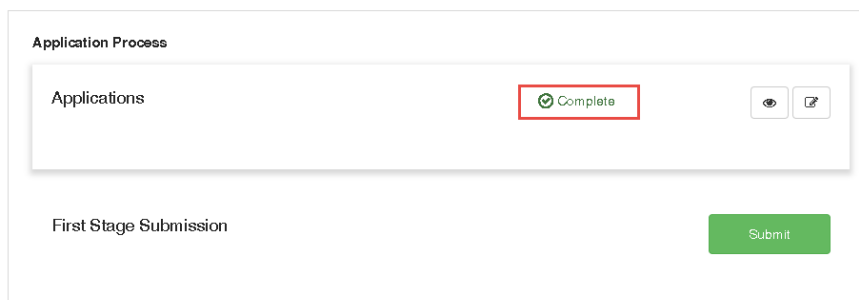 Application Process
Applications
Complete
First Stage Submission
Submit